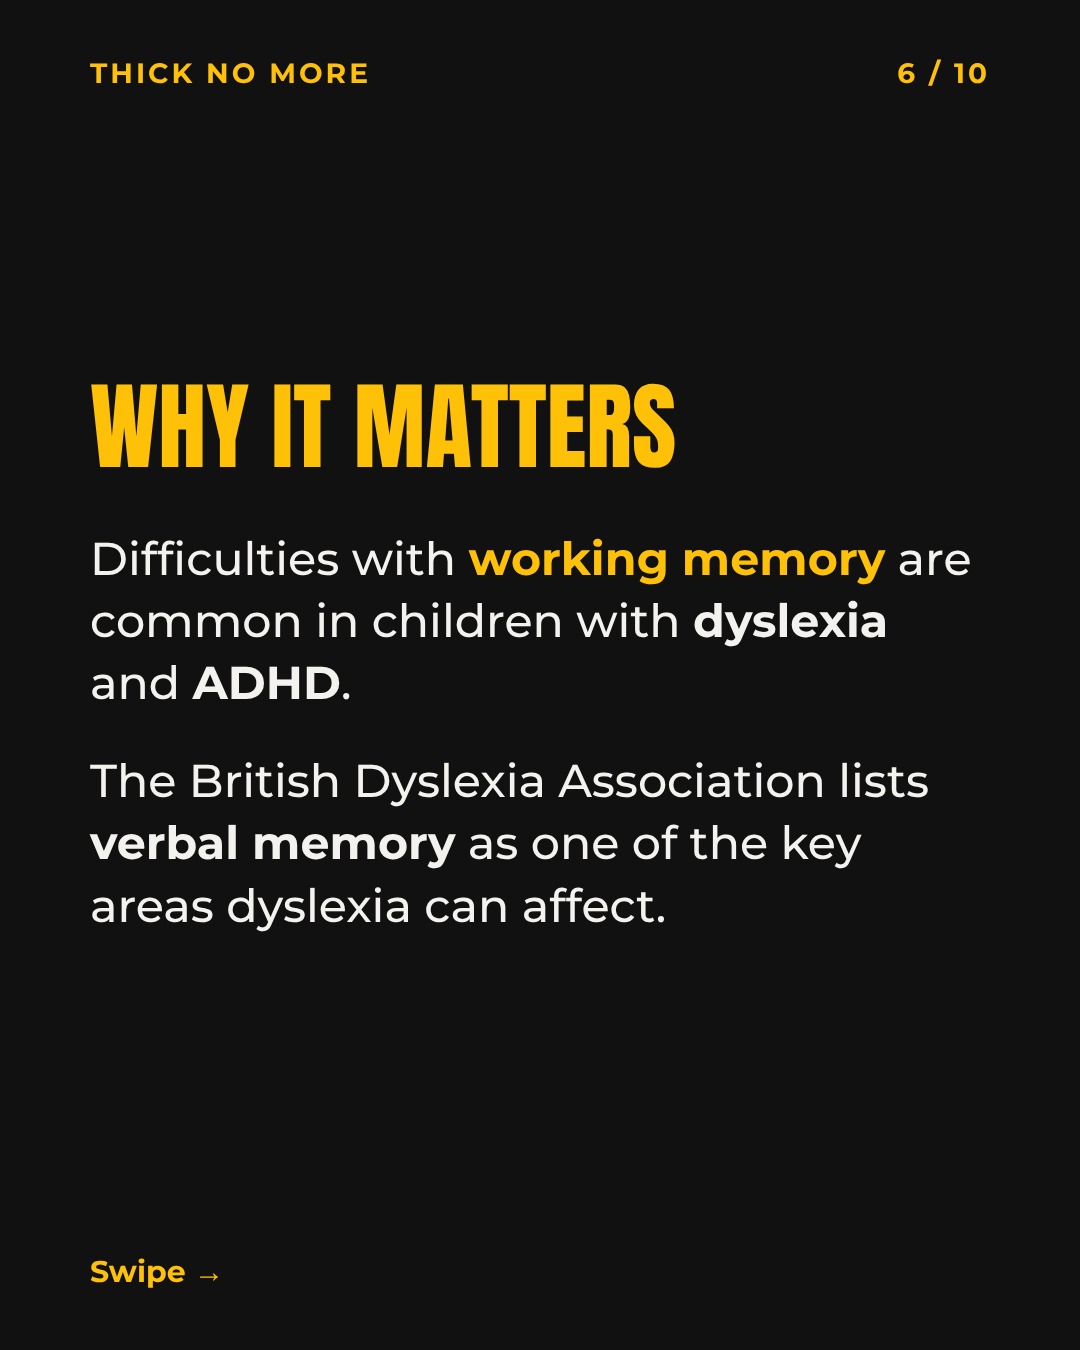 THICK NO MORE
6 / 10
WHY IT MATTERS
Difficulties with working memory are
common in children with dyslexia
and ADHD.
The British Dyslexia Association lists
verbal memory as one of the key
areas dyslexia can affect.
Swipe →